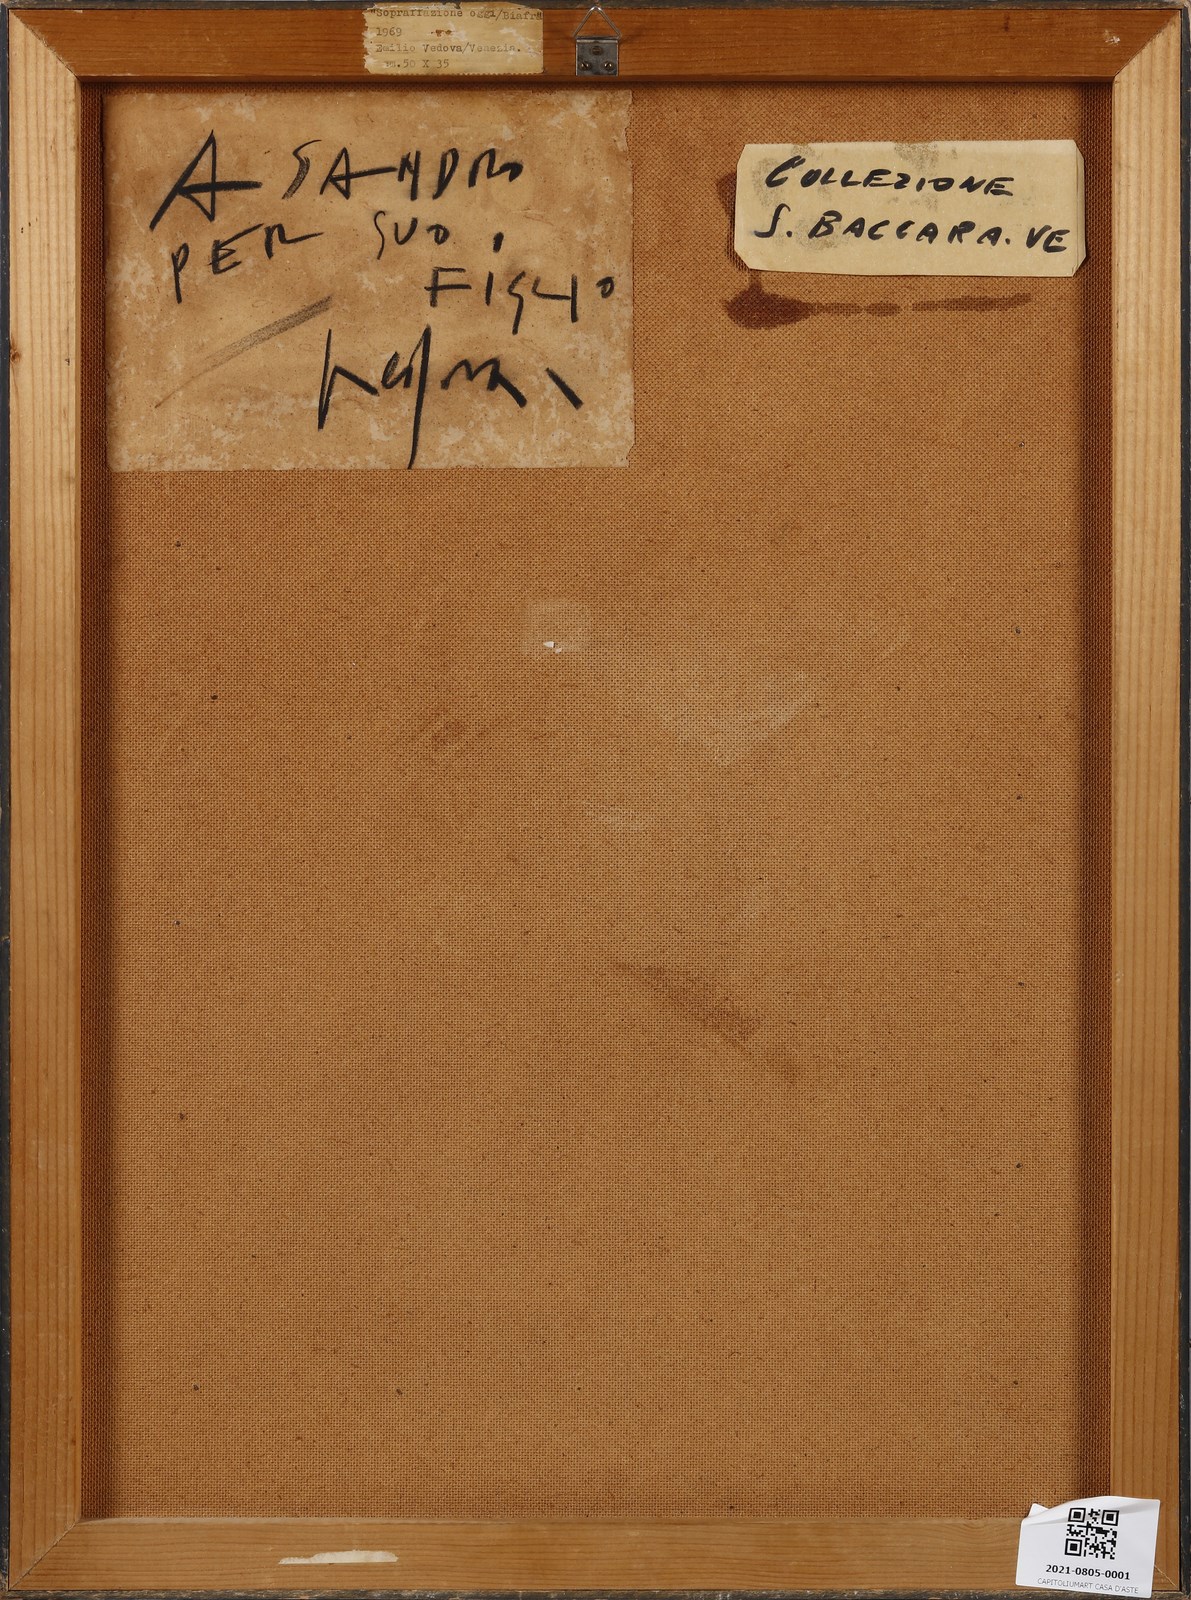 "Sopraffazione oggi/Biafra
1969
Emilio Vedova/Venezia.
cm.50 X 35
A SANDRO
PER SUO
FIGLIO
COLLEZIONE
S. BACCARA. VE
2021-0805-0001
CAPITOLIUMART CASA D'ASTE